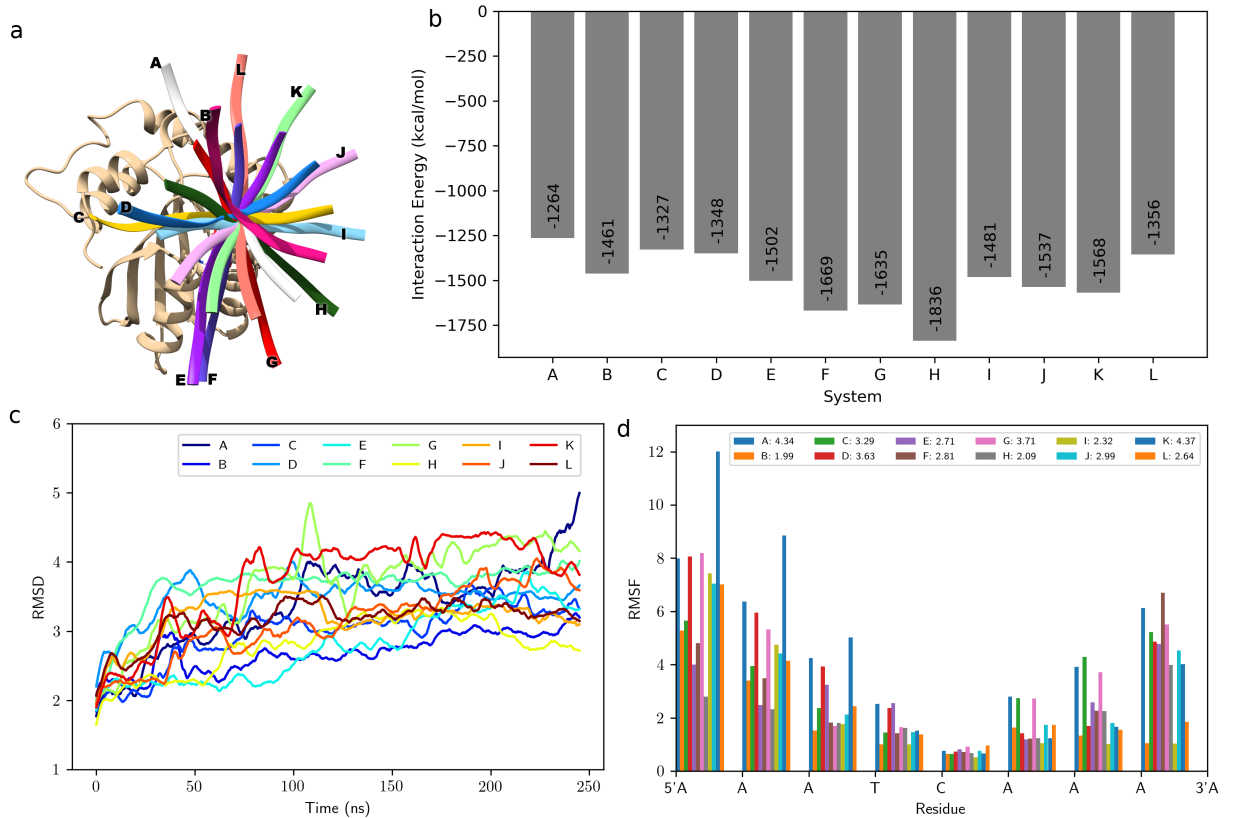 a
A
L
B
K
J
C
D
I
H
G
E
F
b
0
−250
−500
−750
−1000
−1250
−1500
−1750
Interaction Energy (kcal/mol)
-1264
-1461
-1327
-1348
-1502
-1669
-1635
-1836
-1481
-1537
-1568
-1356
A B C D E F G H I J K L
System
c
6
5
4
3
2
1
RMSD
A C E G I K
B D F H J L
0 50 100 150 200 250
Time (ns)
d
12
10
8
6
4
2
0
RMSF
A: 4.34 C: 3.29 E: 2.71 G: 3.71 I: 2.32 K: 4.37
B: 1.99 D: 3.63 F: 2.81 H: 2.09 J: 2.99 L: 2.64
5'A A A T C A A A 3'A
Residue